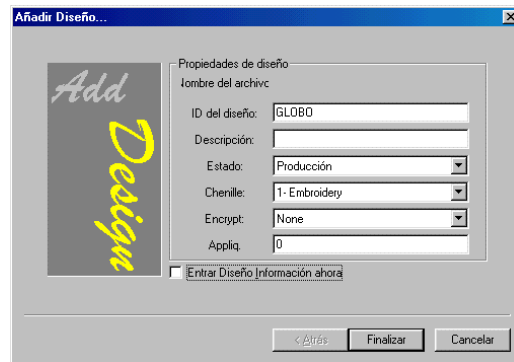 Añadir Diseño...
Add
Design
Propiedades de diseño
Nombre del archivo
ID del diseño: GLOBO
Descripción:
Estado: Producción
Chenille: 1- Embroidery
Encrypt: None
Appliq. 0
Entrar Diseño Información ahora
< Atrás Finalizar Cancelar